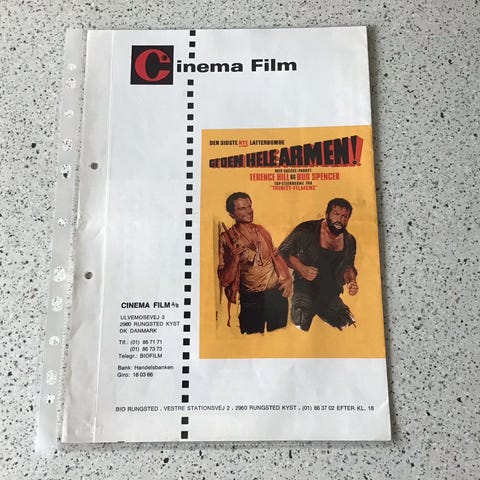 Cinema Film
DEN SIDSTE NYE LATTERBOMBE
GI'DEN HELE ARMEN!!
MED SUCCES-PARRET
TERENCE HILL OG BUD SPENCER
TOP-STJERNERNE FRA
"TRINITY-FILMENE"
CINEMA FILM A/S
ULVEMOSEVEJ 3
2960 RUNGSTED KYST
DK DANMARK
Tlf.: (01) 86 71 71
(01) 86 73 73
Telegr.: BIOFILM
Bank: Handelsbanken
Giro: 16 03 66
BIO RUNGSTED . VESTRE STATIONSVEJ 2 . 2960 RUNGSTED KYST . (01) 86 37 02 EFTER KL. 18